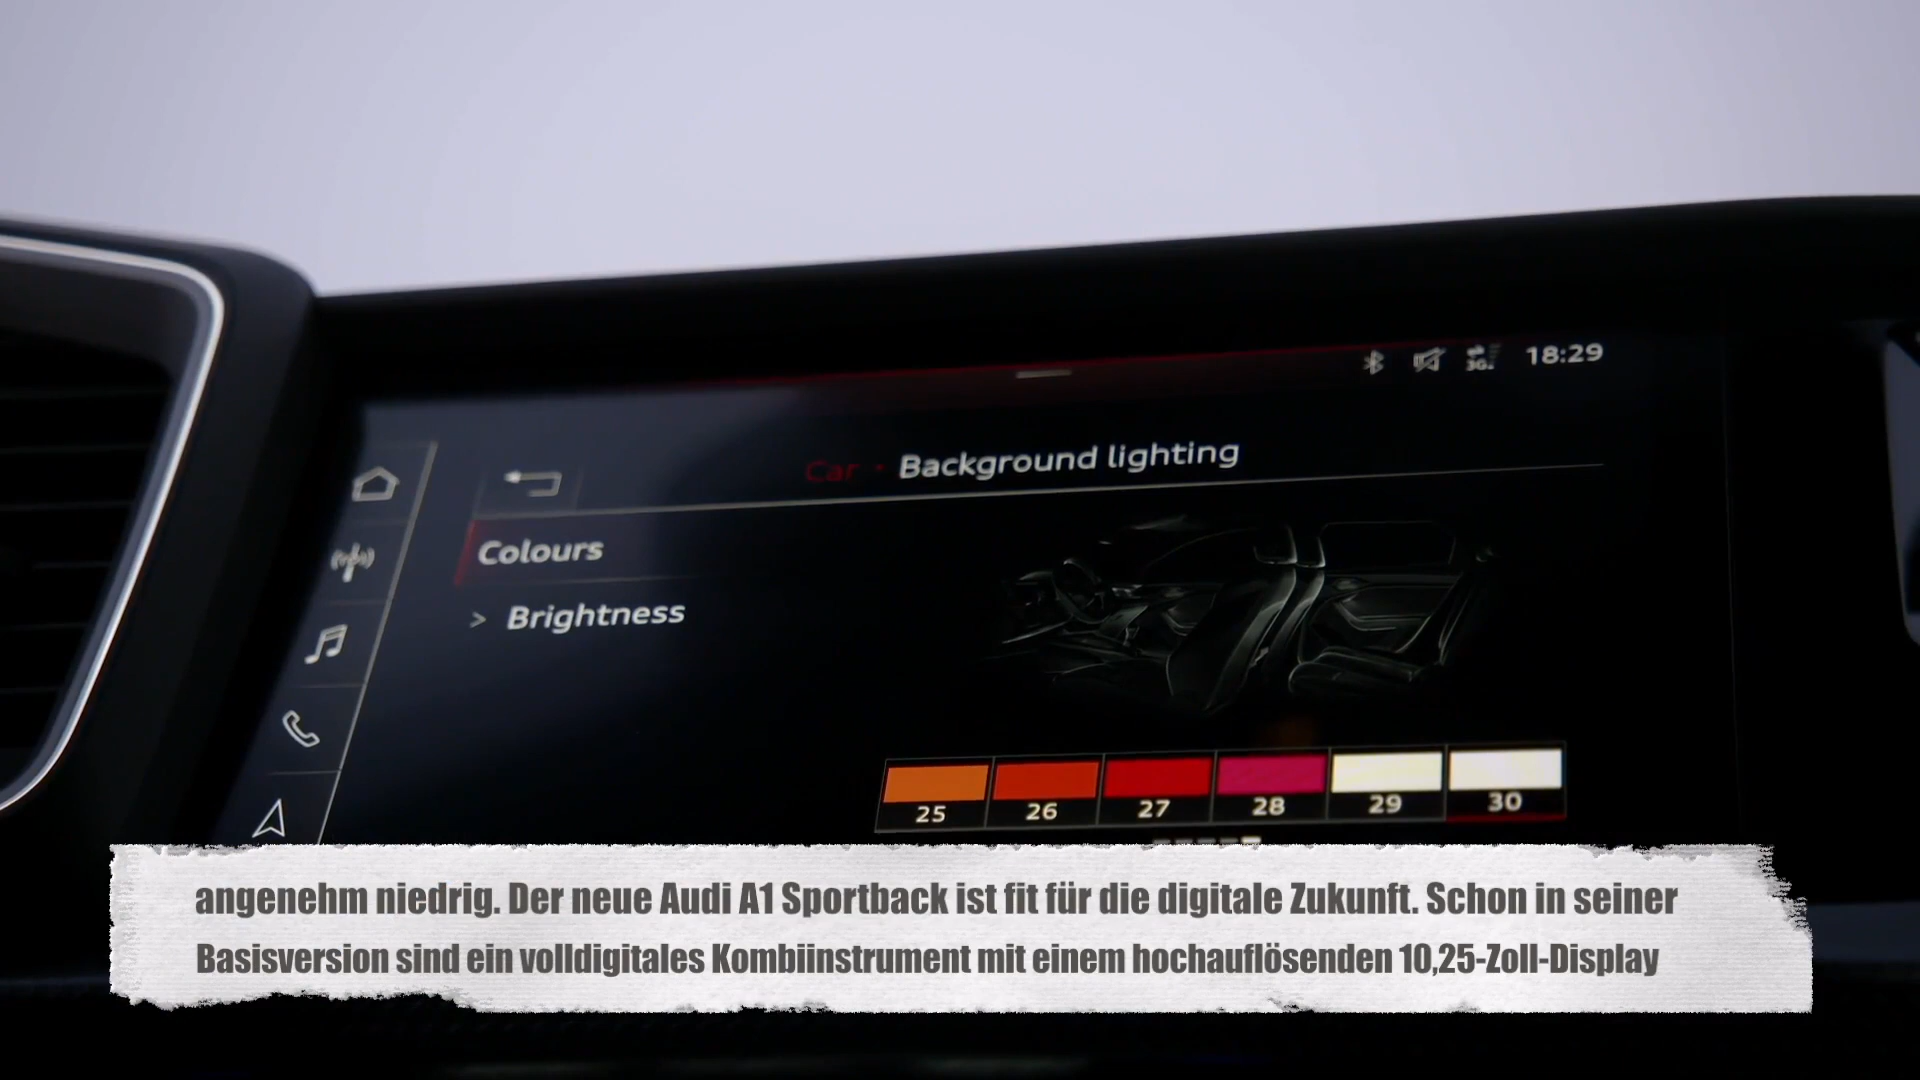 3G 18:29
Car · Background lighting
Colours
> Brightness
25 26 27 28 29 30
angenehm niedrig. Der neue Audi A1 Sportback ist fit für die digitale Zukunft. Schon in seiner
Basisversion sind ein volldigitales Kombiinstrument mit einem hochauflösenden 10,25-Zoll-Display